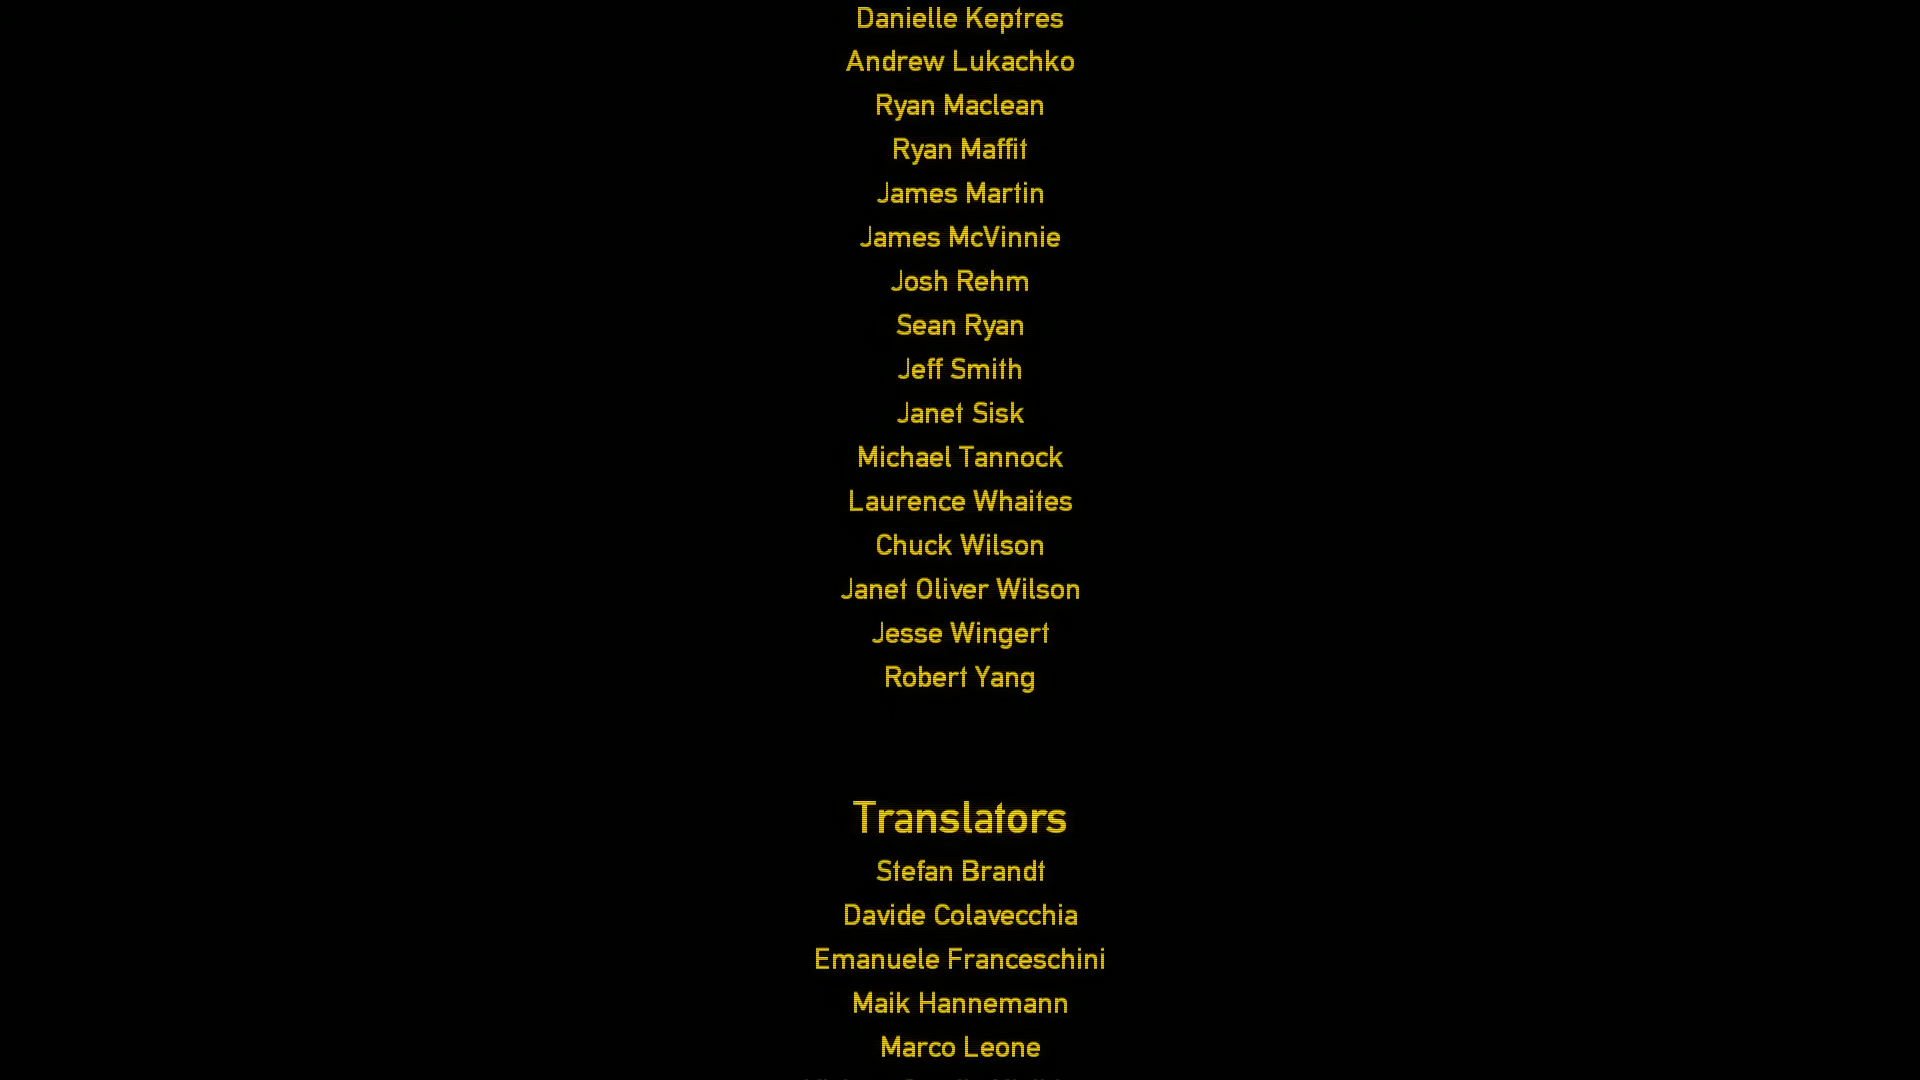 Danielle Keptres
Andrew Lukachko
Ryan Maclean
Ryan Maffit
James Martin
James McVinnie
Josh Rehm
Sean Ryan
Jeff Smith
Janet Sisk
Michael Tannock
Laurence Whaites
Chuck Wilson
Janet Oliver Wilson
Jesse Wingert
Robert Yang
Translators
Stefan Brandt
Davide Colavecchia
Emanuele Franceschini
Maik Hannemann
Marco Leone